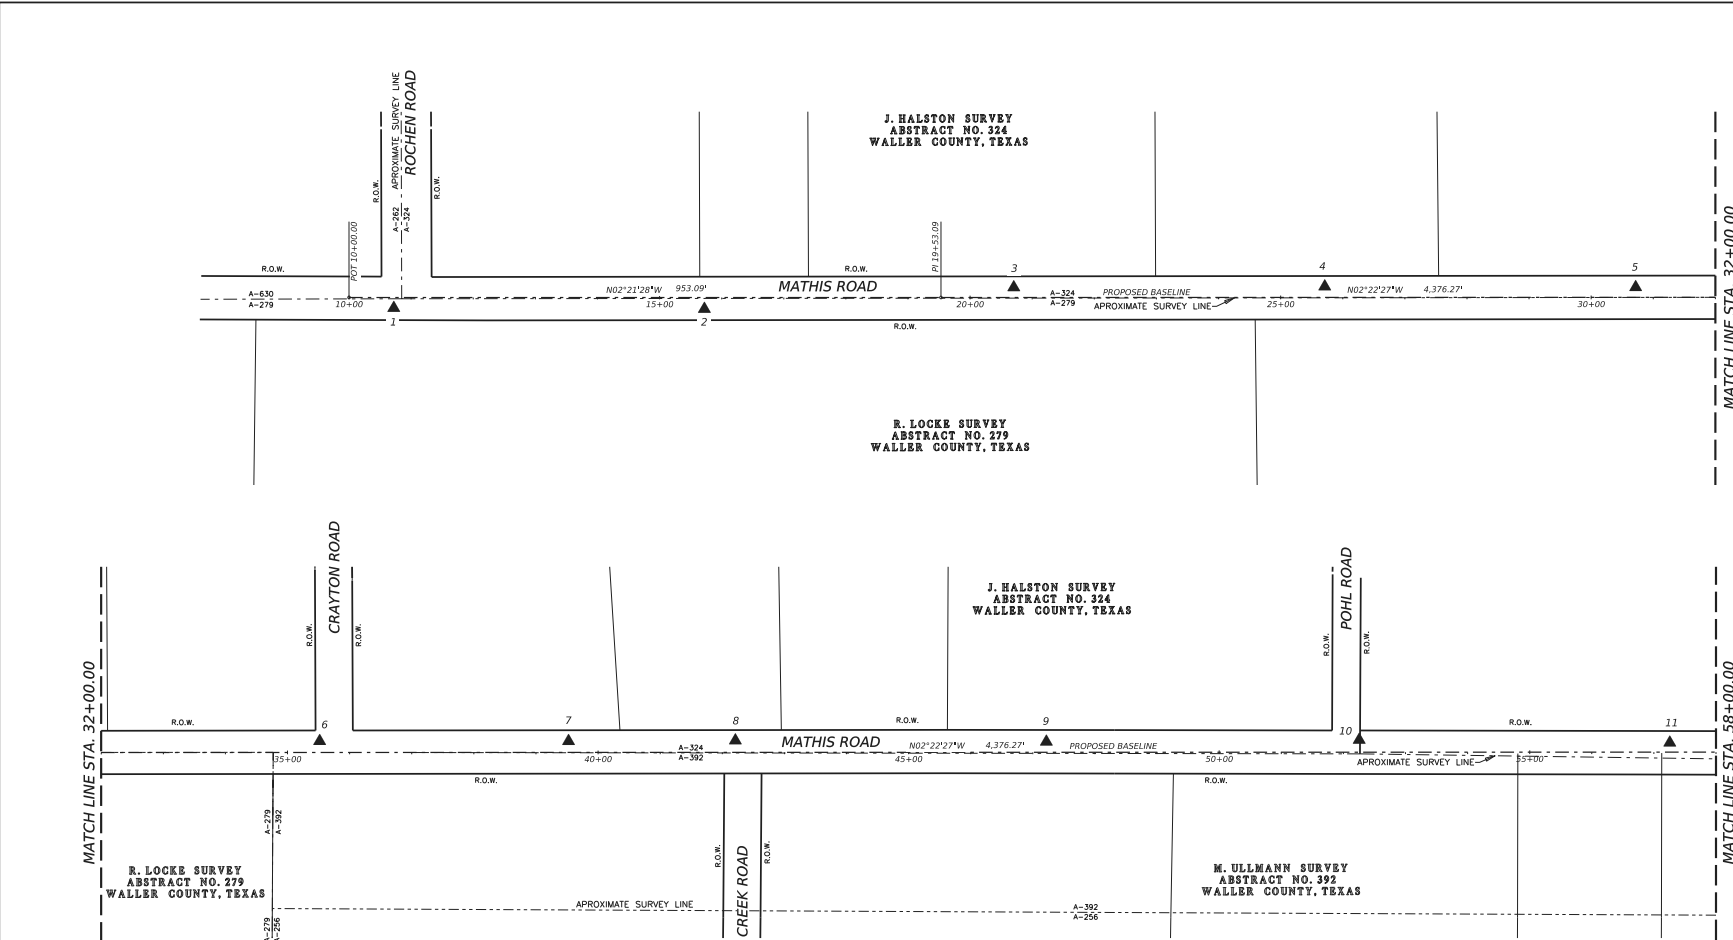 APROXIMATE SURVEY LINE
ROCHEN ROAD
J. HALSTON SURVEY
ABSTRACT NO. 324
WALLER COUNTY, TEXAS
R.O.W.
R.O.W.
A-262
A-324
POT 10+00.00
PI 19+53.09
MATCH LINE STA. 32+00.00
R.O.W.
R.O.W.
3
4
5
A-630
A-279
N02°21'28"W 953.09'
MATHIS ROAD
A-324
A-279
PROPOSED BASELINE
N02°22'27"W 4,376.27'
10+00
15+00
20+00
APROXIMATE SURVEY LINE
25+00
30+00
1
2
R.O.W.
R. LOCKE SURVEY
ABSTRACT NO. 279
WALLER COUNTY, TEXAS
CRAYTON ROAD
POHL ROAD
J. HALSTON SURVEY
ABSTRACT NO. 324
WALLER COUNTY, TEXAS
R.O.W.
R.O.W.
R.O.W.
R.O.W.
MATCH LINE STA. 32+00.00
MATCH LINE STA. 58+00.00
R.O.W.
6
7
8
R.O.W.
9
10
R.O.W.
11
A-324
A-392
MATHIS ROAD
N02°22'27"W 4,376.27'
PROPOSED BASELINE
35+00
40+00
45+00
50+00
APROXIMATE SURVEY LINE
55+00
R.O.W.
R.O.W.
A-279
A-392
R.O.W.
R.O.W.
CREEK ROAD
R. LOCKE SURVEY
ABSTRACT NO. 279
WALLER COUNTY, TEXAS
M. ULLMANN SURVEY
ABSTRACT NO. 392
WALLER COUNTY, TEXAS
APROXIMATE SURVEY LINE
A-392
A-256
A-279
A-256